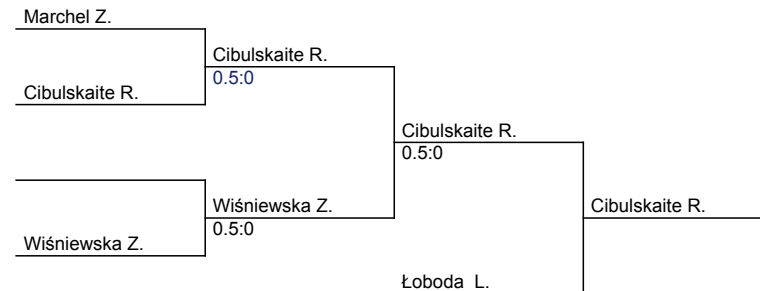 Marchel Z.
Cibulskaite R.
0.5:0
Cibulskaite R.
Cibulskaite R.
0.5:0
Wiśniewska Z.
Cibulskaite R.
0.5:0
Wiśniewska Z.
Łoboda  L.